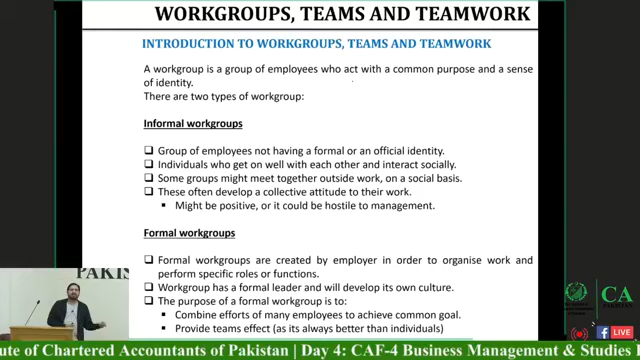 WORKGROUPS, TEAMS AND TEAMWORK
INTRODUCTION TO WORKGROUPS, TEAMS AND TEAMWORK
A workgroup is a group of employees who act with a common purpose and a sense
of identity.
There are two types of workgroup:
Informal workgroups
Group of employees not having a formal or an official identity.
Individuals who get on well with each other and interact socially.
Some groups might meet together outside work, on a social basis.
These often develop a collective attitude to their work.
Might be positive, or it could be hostile to management.
Formal workgroups
Formal workgroups are created by employer in order to organise work and
perform specific roles or functions.
Workgroup has a formal leader and will develop its own culture.
The purpose of a formal workgroup is to:
Combine efforts of many employees to achieve common goal.
Provide teams effect (as its always better than individuals)
PAKIS
CA
PAKISTAN
LIVE
ute of Chartered Accountants of Pakistan | Day 4: CAF-4 Business Management & Studies